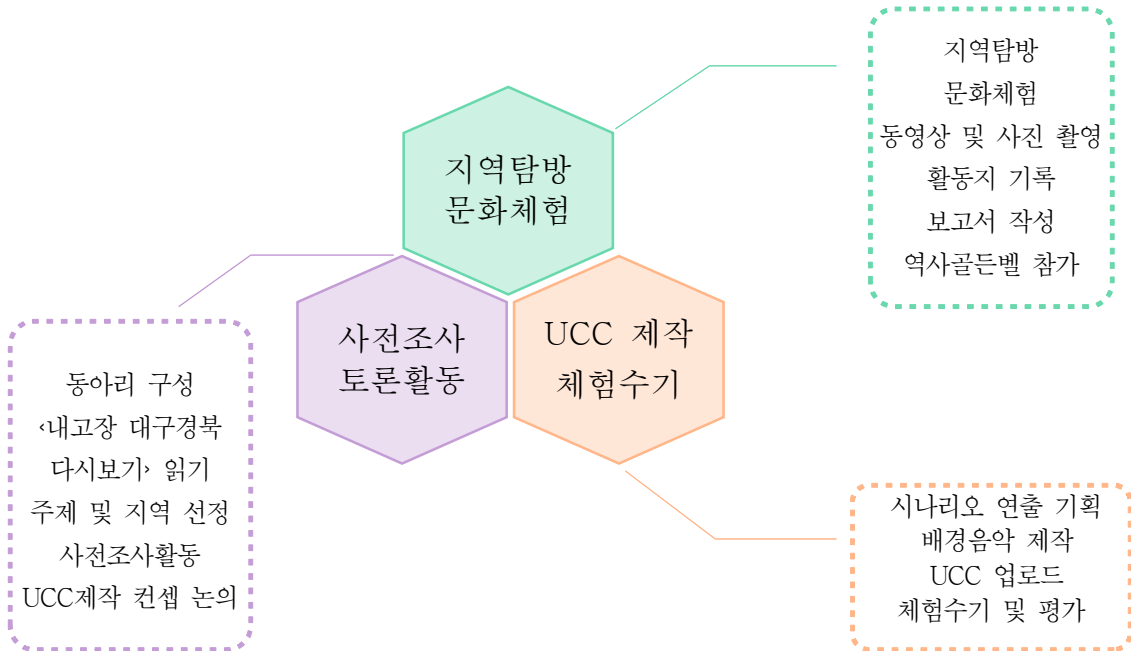 지역탐방
문화체험
동영상 및 사진 촬영
활동지 기록
보고서 작성
역사골든벨 참가
지역탐방
문화체험
사전조사
토론활동
UCC 제작
체험수기
동아리 구성
‹내고장 대구경북
다시보기› 읽기
주제 및 지역 선정
사전조사활동
UCC제작 컨셉 논의
시나리오 연출 기획
배경음악 제작
UCC 업로드
체험수기 및 평가